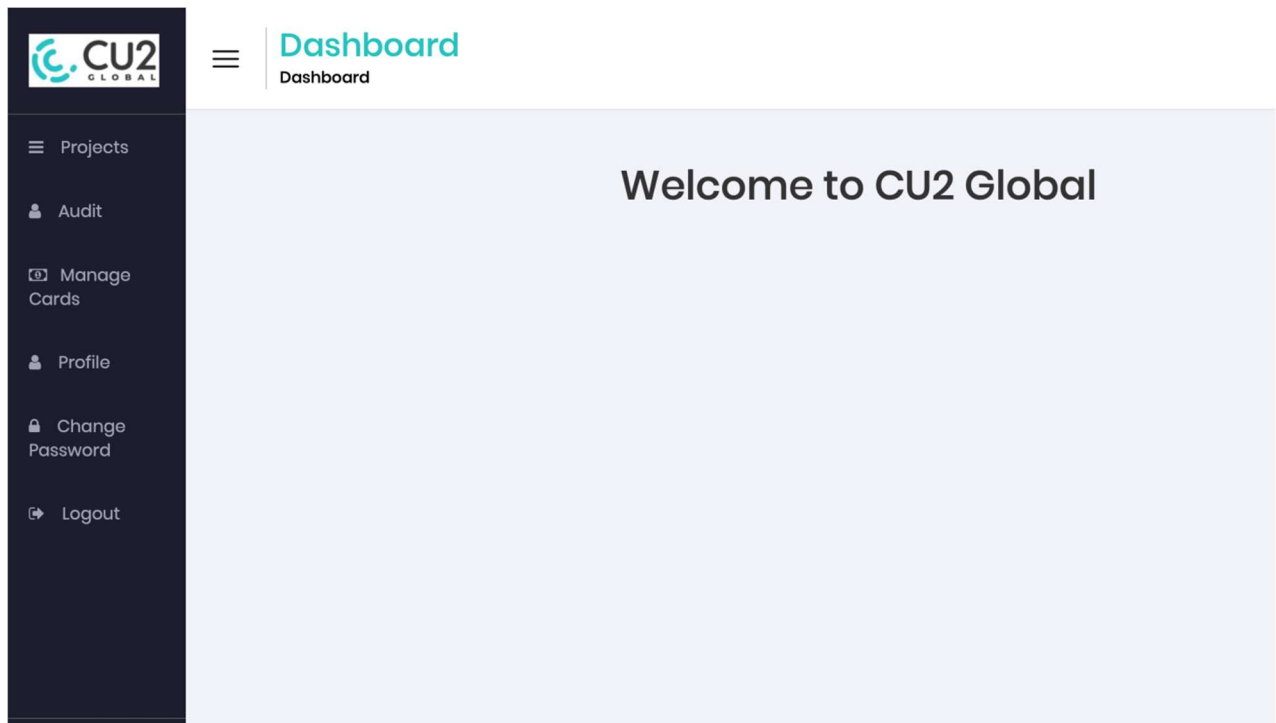 CU2
GLOBAL
Dashboard
Dashboard
Projects
Audit
Manage
Cards
Profile
Change
Password
Logout
Welcome to CU2 Global